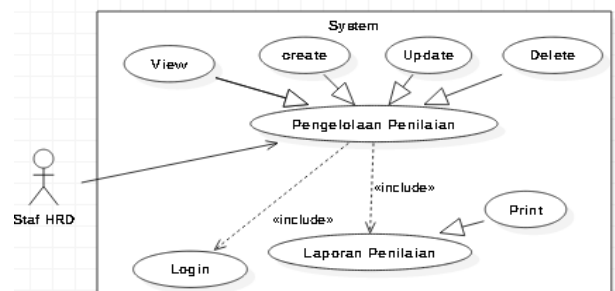 System
View
create
Update
Delete
Pengelolaan Penilaian
«include»
Staf HRD
«include»
Print
Login
Laporan Penilaian